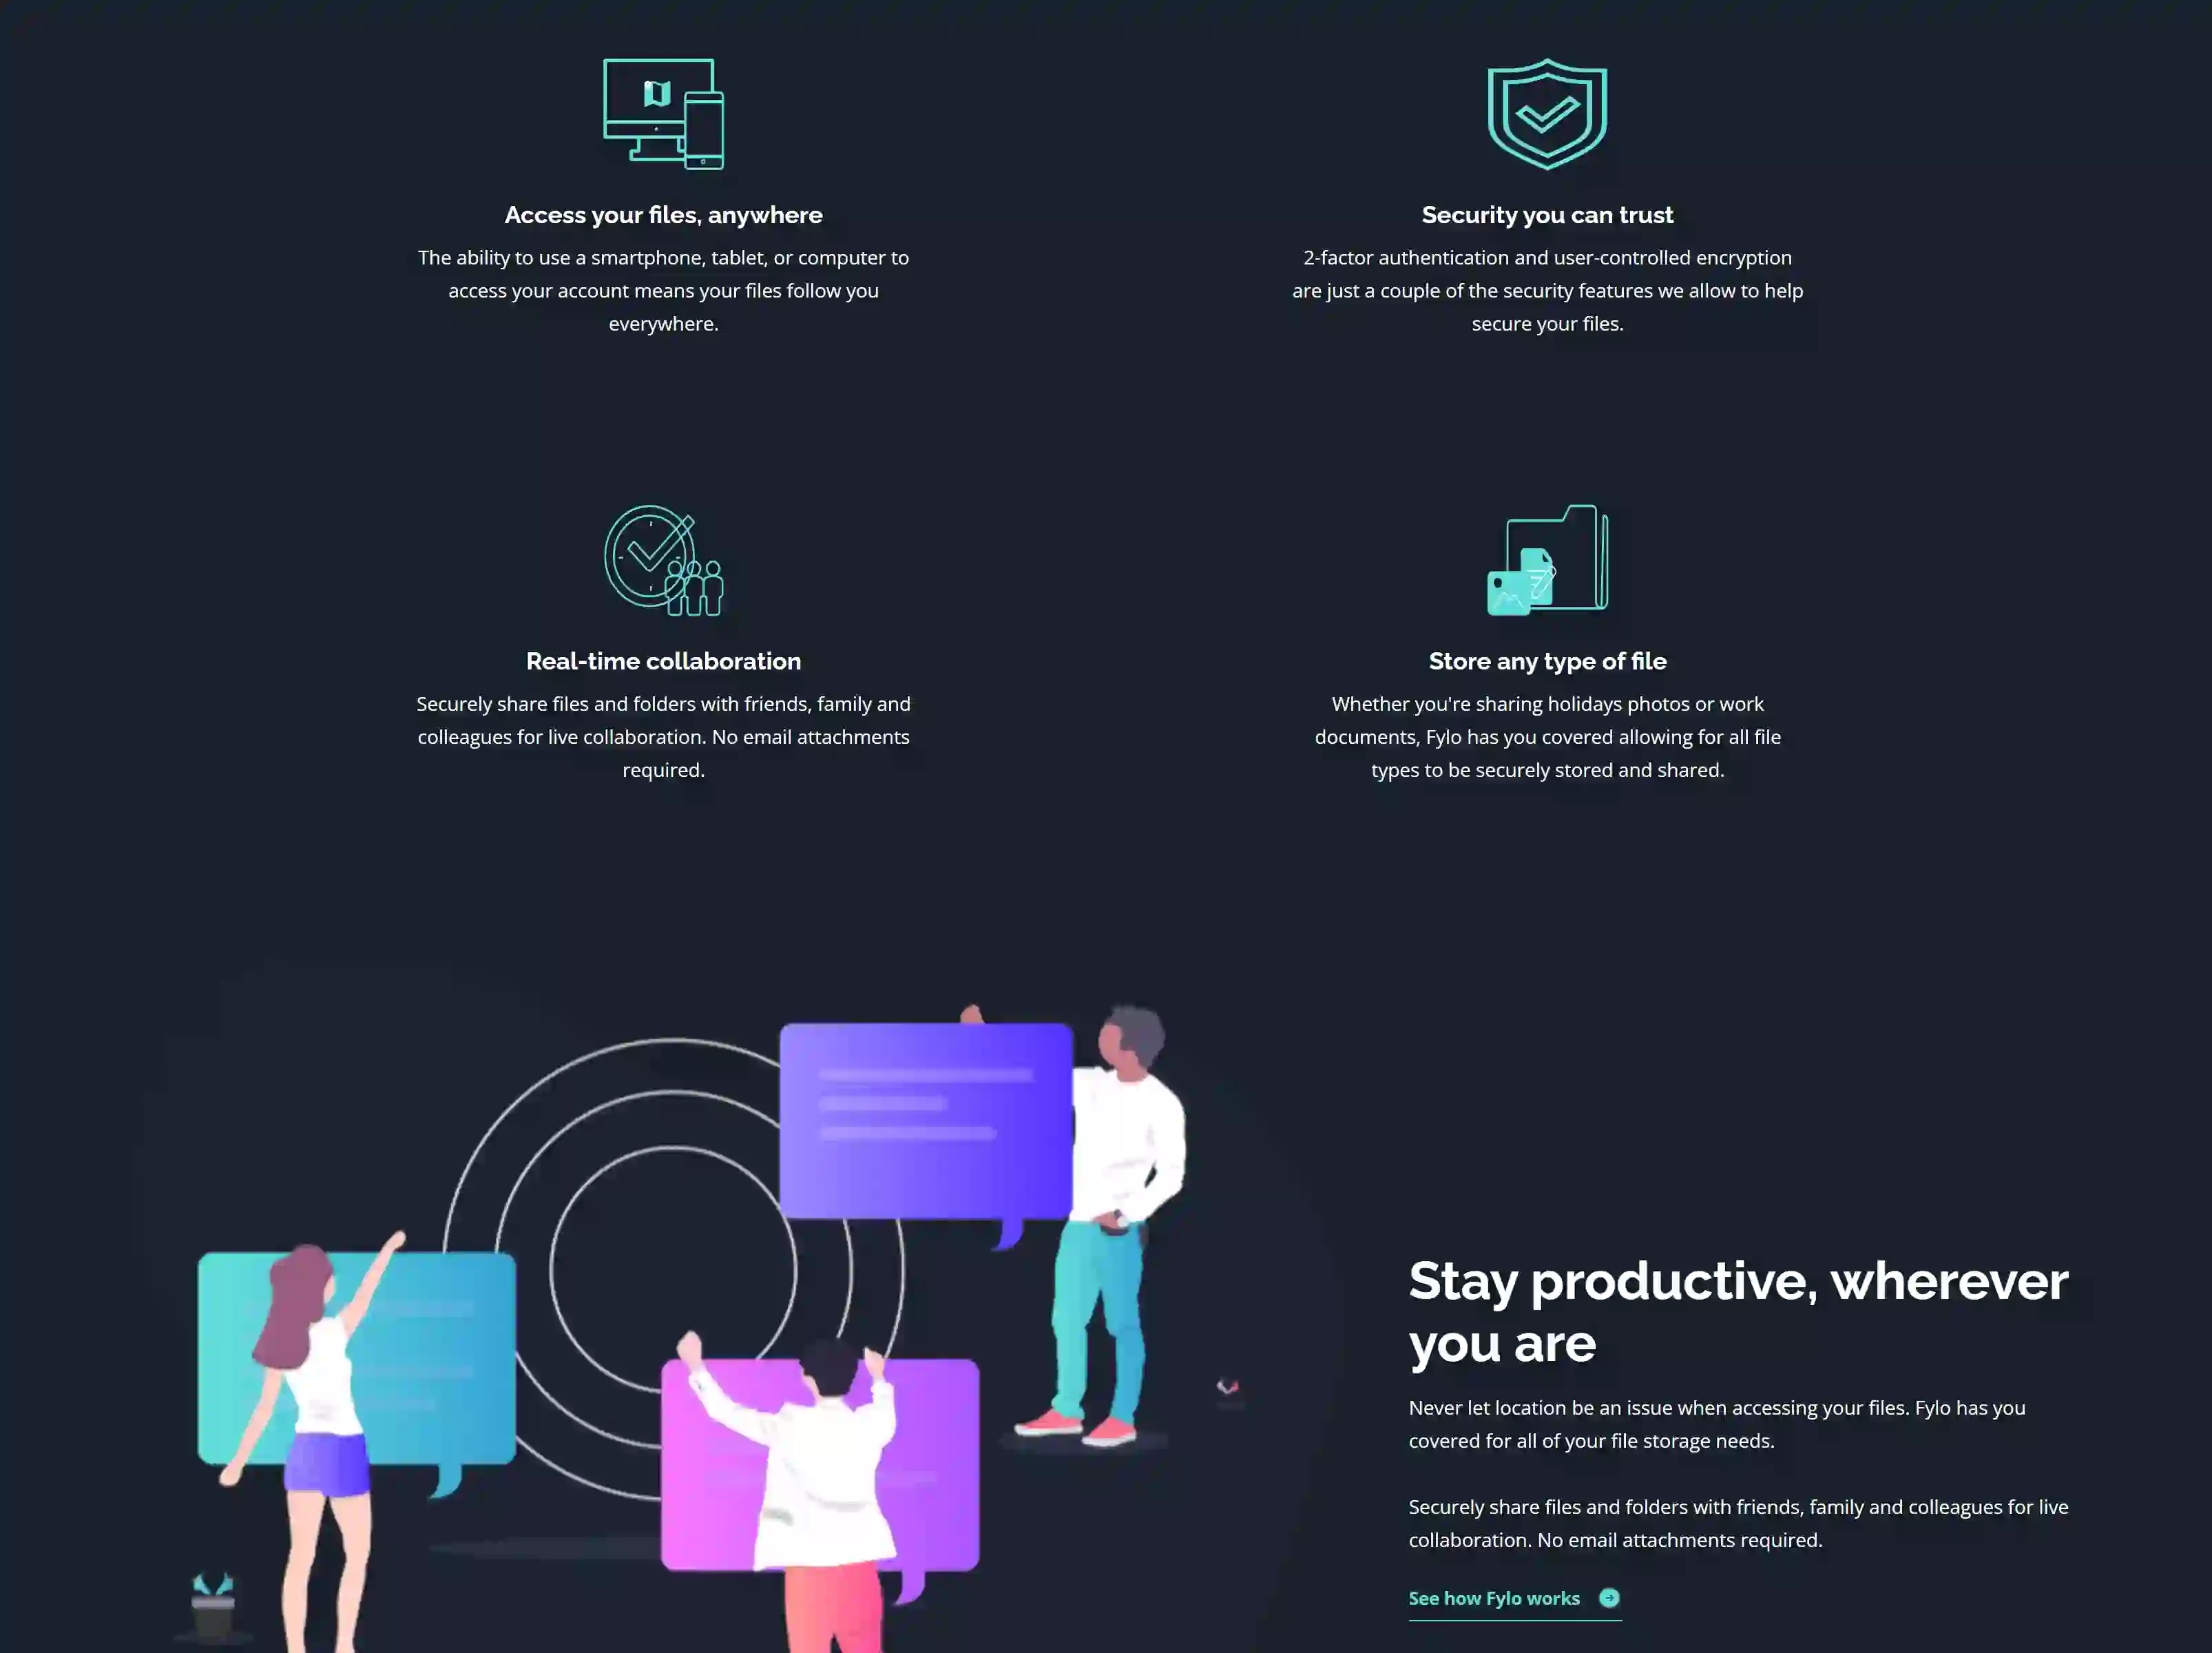 Access your files, anywhere
The ability to use a smartphone, tablet, or computer to
access your account means your files follow you
everywhere.
Security you can trust
2-factor authentication and user-controlled encryption
are just a couple of the security features we allow to help
secure your files.
Real-time collaboration
Securely share files and folders with friends, family and
colleagues for live collaboration. No email attachments
required.
Store any type of file
Whether you're sharing holidays photos or work
documents, Fylo has you covered allowing for all file
types to be securely stored and shared.
Stay productive, wherever
you are
Never let location be an issue when accessing your files. Fylo has you
covered for all of your file storage needs.
Securely share files and folders with friends, family and colleagues for live
collaboration. No email attachments required.
See how Fylo works